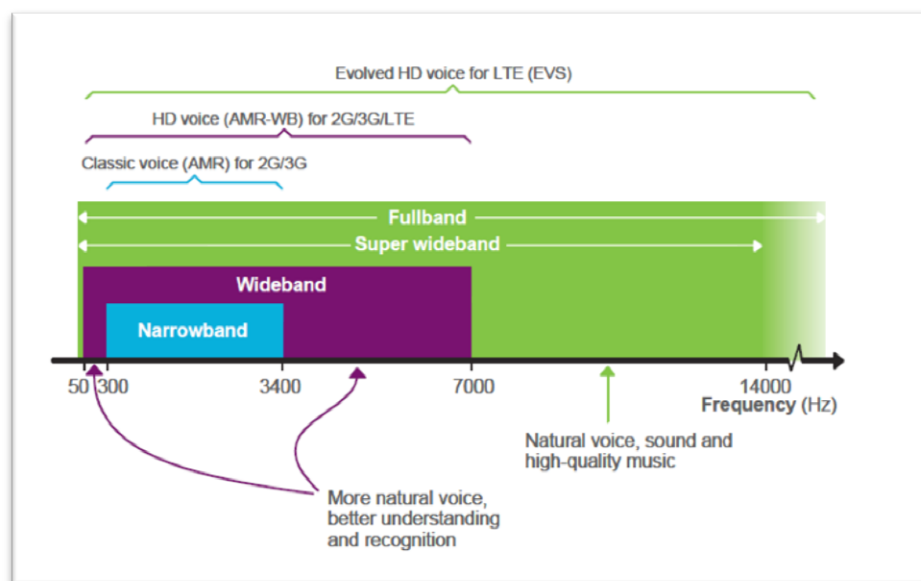 Evolved HD voice for LTE (EVS)
HD voice (AMR-WB) for 2G/3G/LTE
Classic voice (AMR) for 2G/3G
Fullband
Super wideband
Wideband
Narrowband
50 300 3400 7000 14000
Frequency (Hz)
Natural voice, sound and
high-quality music
More natural voice,
better understanding
and recognition